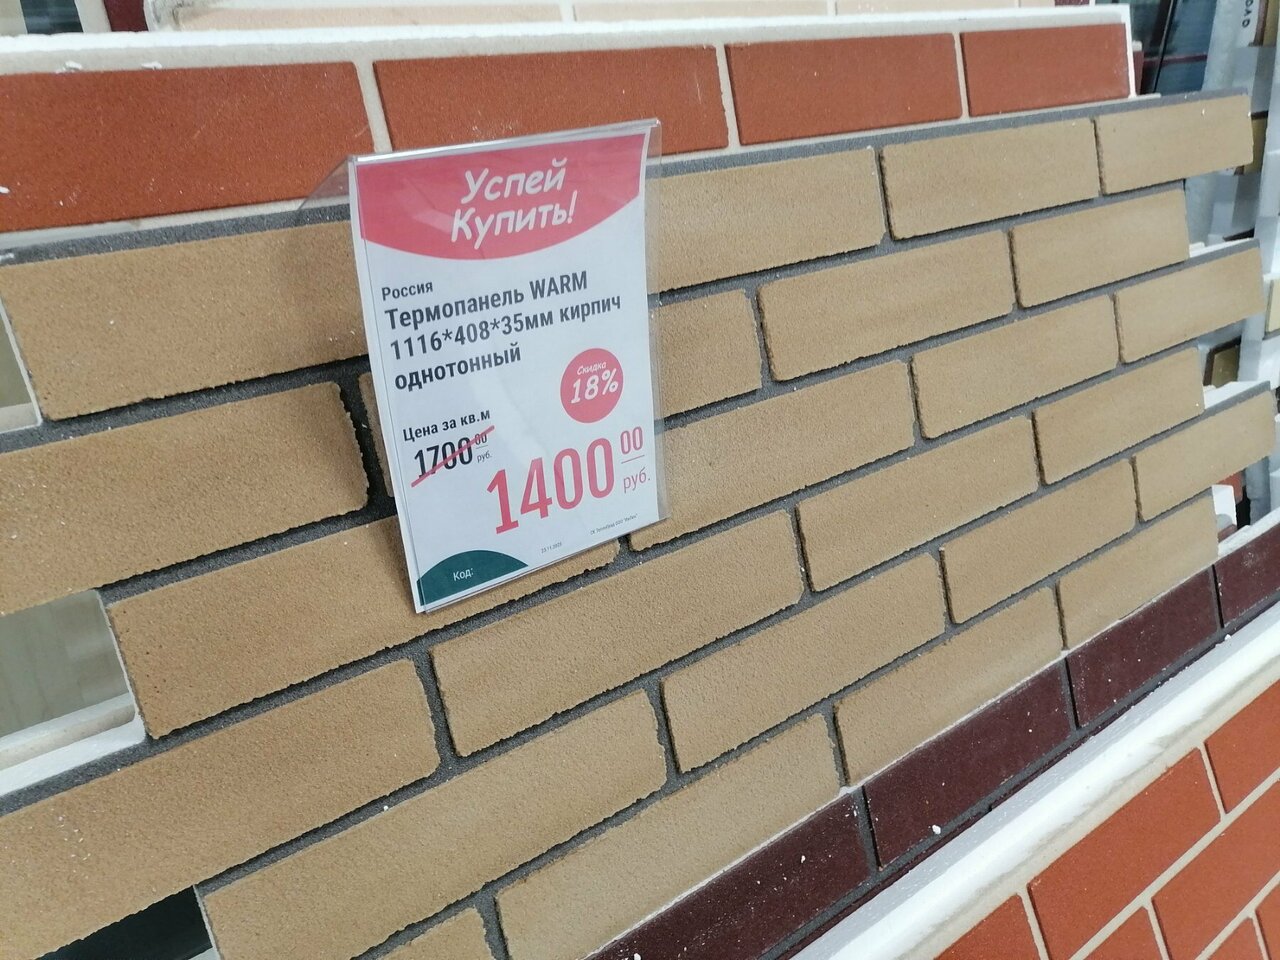 Успей
Купить!
Россия
Термопанель WARM
1116*408*35мм кирпич
однотонный
Скидка
18%
Цена за кв.м
1700 00
руб.
1400 00
руб.
Код: